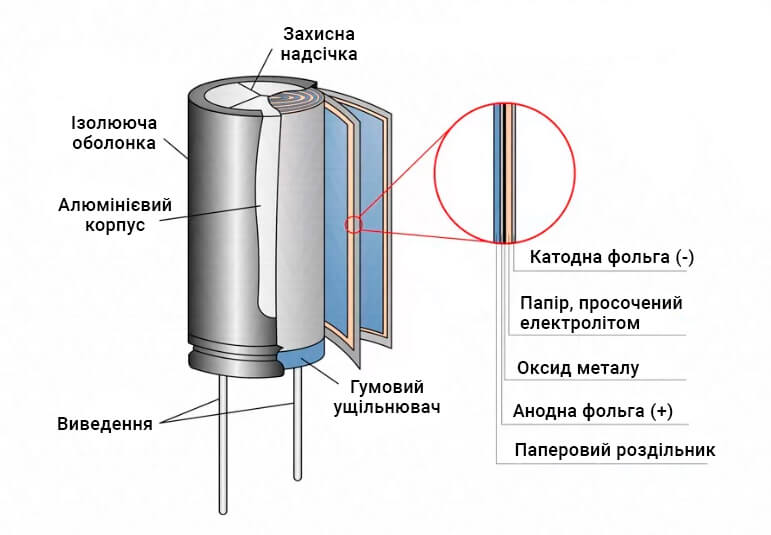 Захисна
надсічка
Ізолююча
оболонка
Алюмінієвий
корпус
Виведення
Гумовий
ущільнювач
Катодна фольга (-)
Папір, просочений
електролітом
Оксид металу
Анодна фольга (+)
Паперовий роздільник